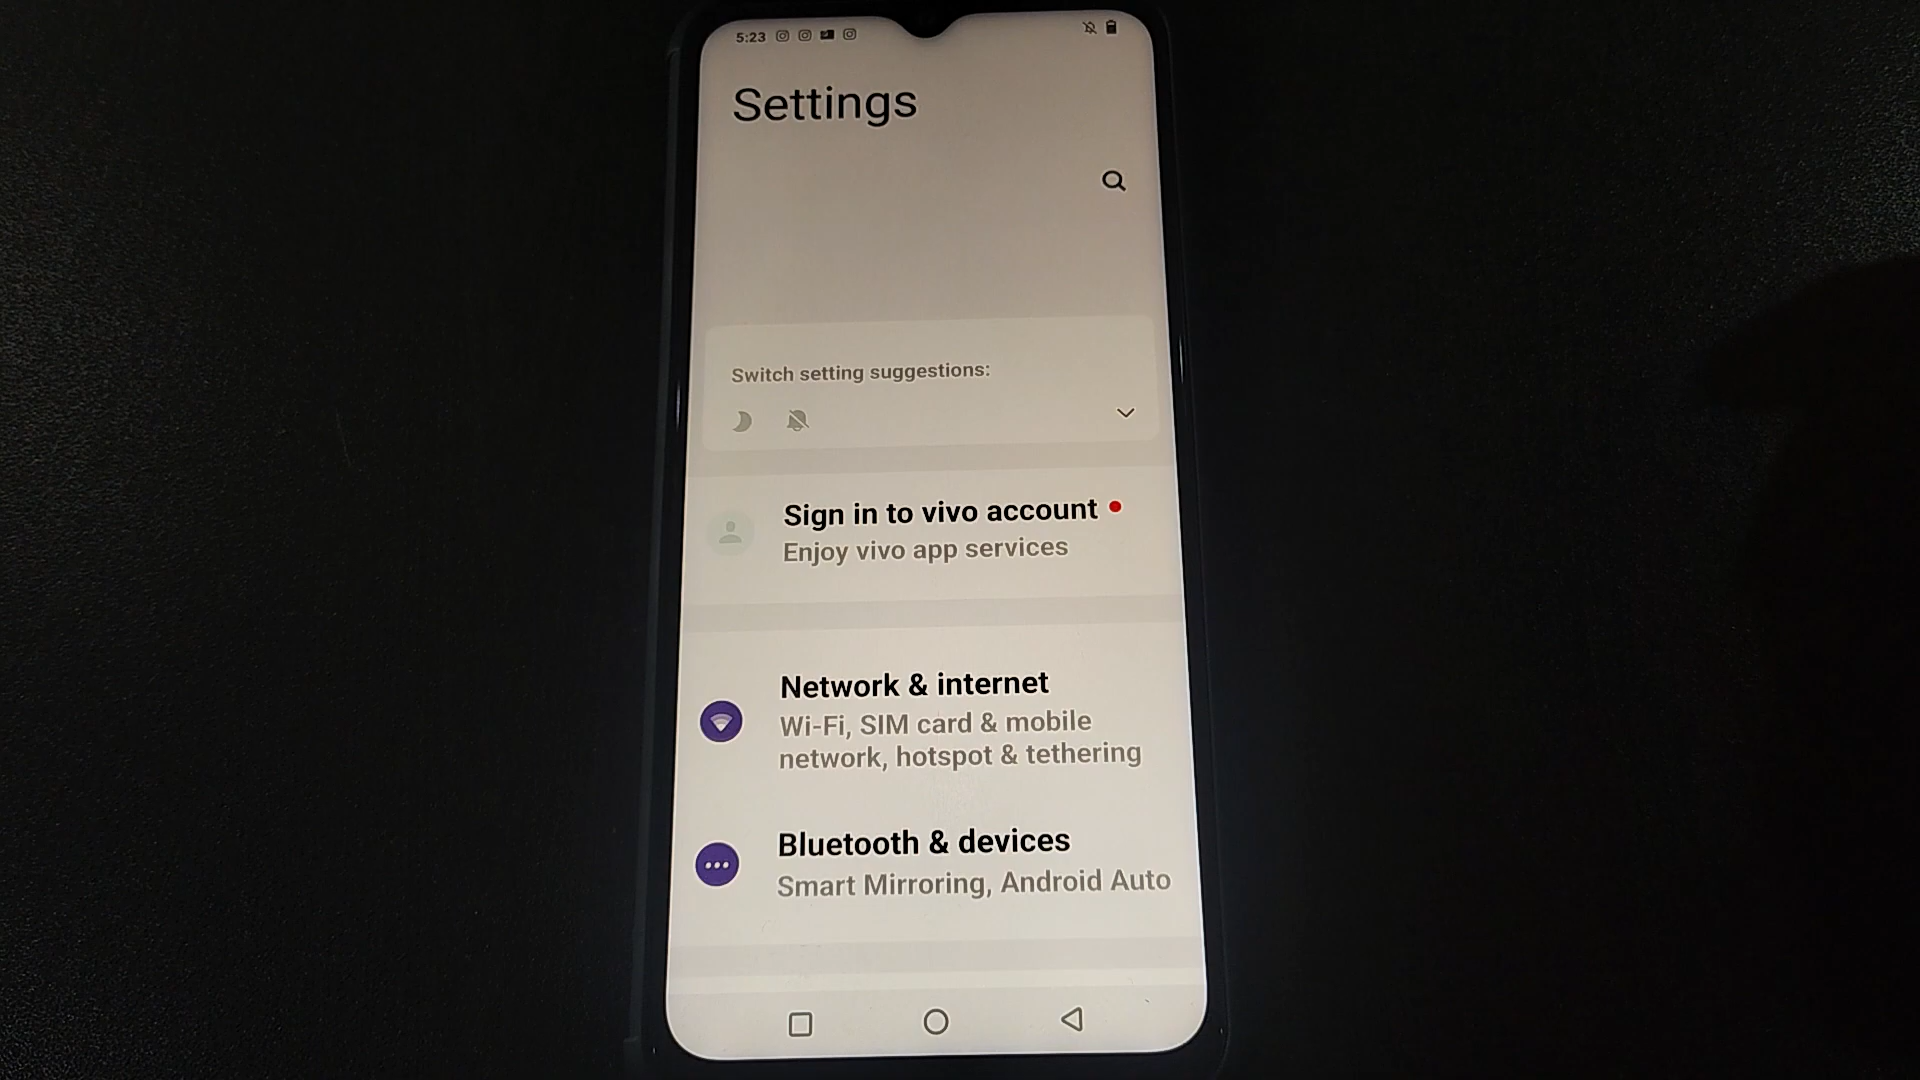 5:23
Settings
Switch setting suggestions:
Sign in to vivo account
Enjoy vivo app services
Network & internet
Wi-Fi, SIM card & mobile
network, hotspot & tethering
Bluetooth & devices
Smart Mirroring, Android Auto